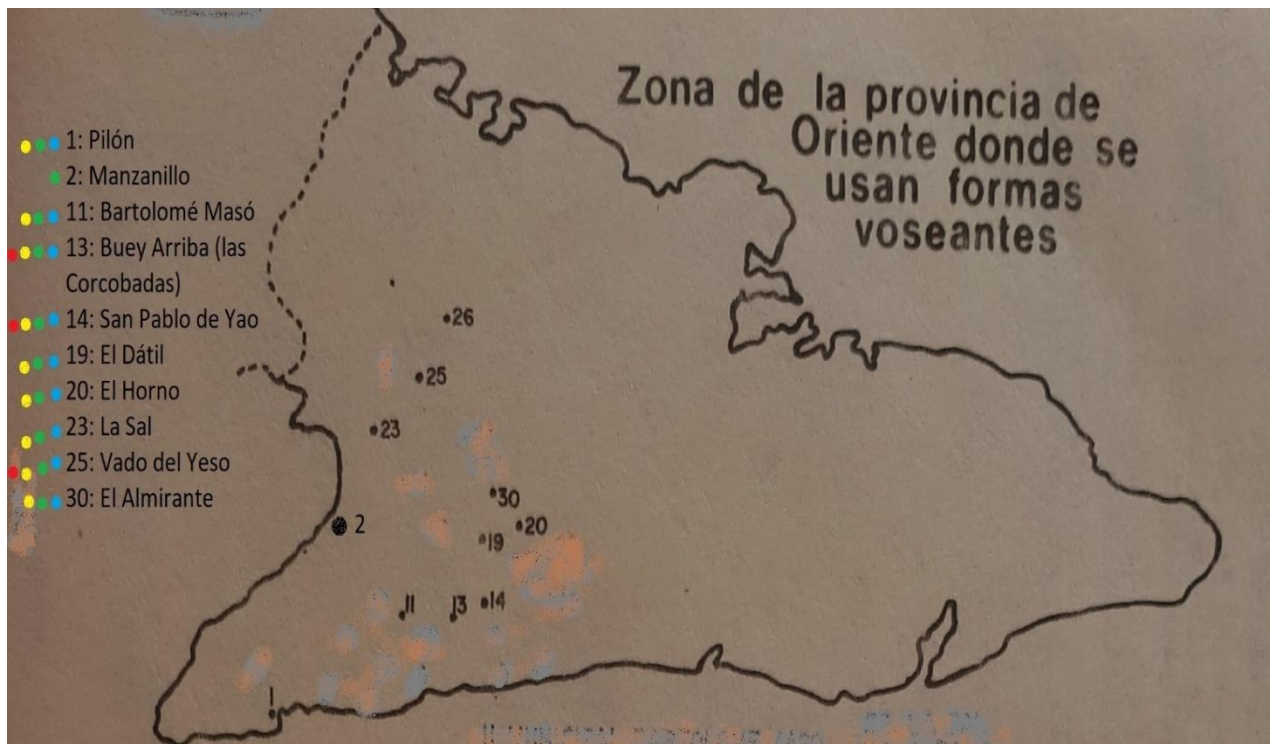 Zona de la provincia de
Oriente donde se
usan formas
voseantes
1: Pilón
2: Manzanillo
11: Bartolomé Masó
13: Buey Arriba (las
Corcobadas)
14: San Pablo de Yao
19: El Dátil
20: El Horno
23: La Sal
25: Vado del Yeso
30: El Almirante
26
25
23
30
20
2
19
11
13
14
1